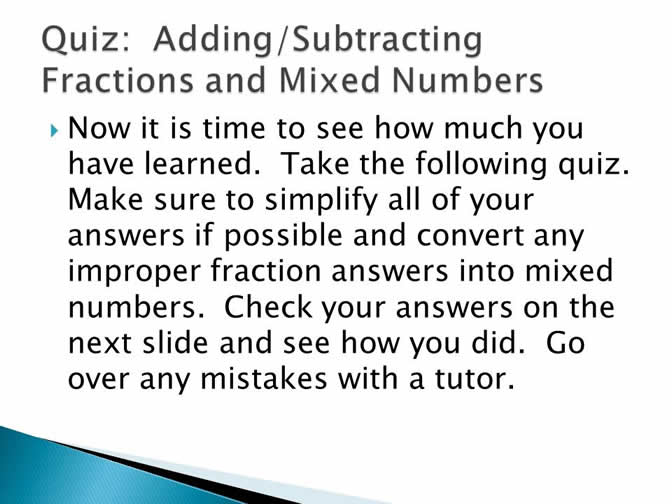 Quiz:  Adding/Subtracting
Fractions and Mixed Numbers
Now it is time to see how much you
have learned.  Take the following quiz.
Make sure to simplify all of your
answers if possible and convert any
improper fraction answers into mixed
numbers.  Check your answers on the
next slide and see how you did.  Go
over any mistakes with a tutor.